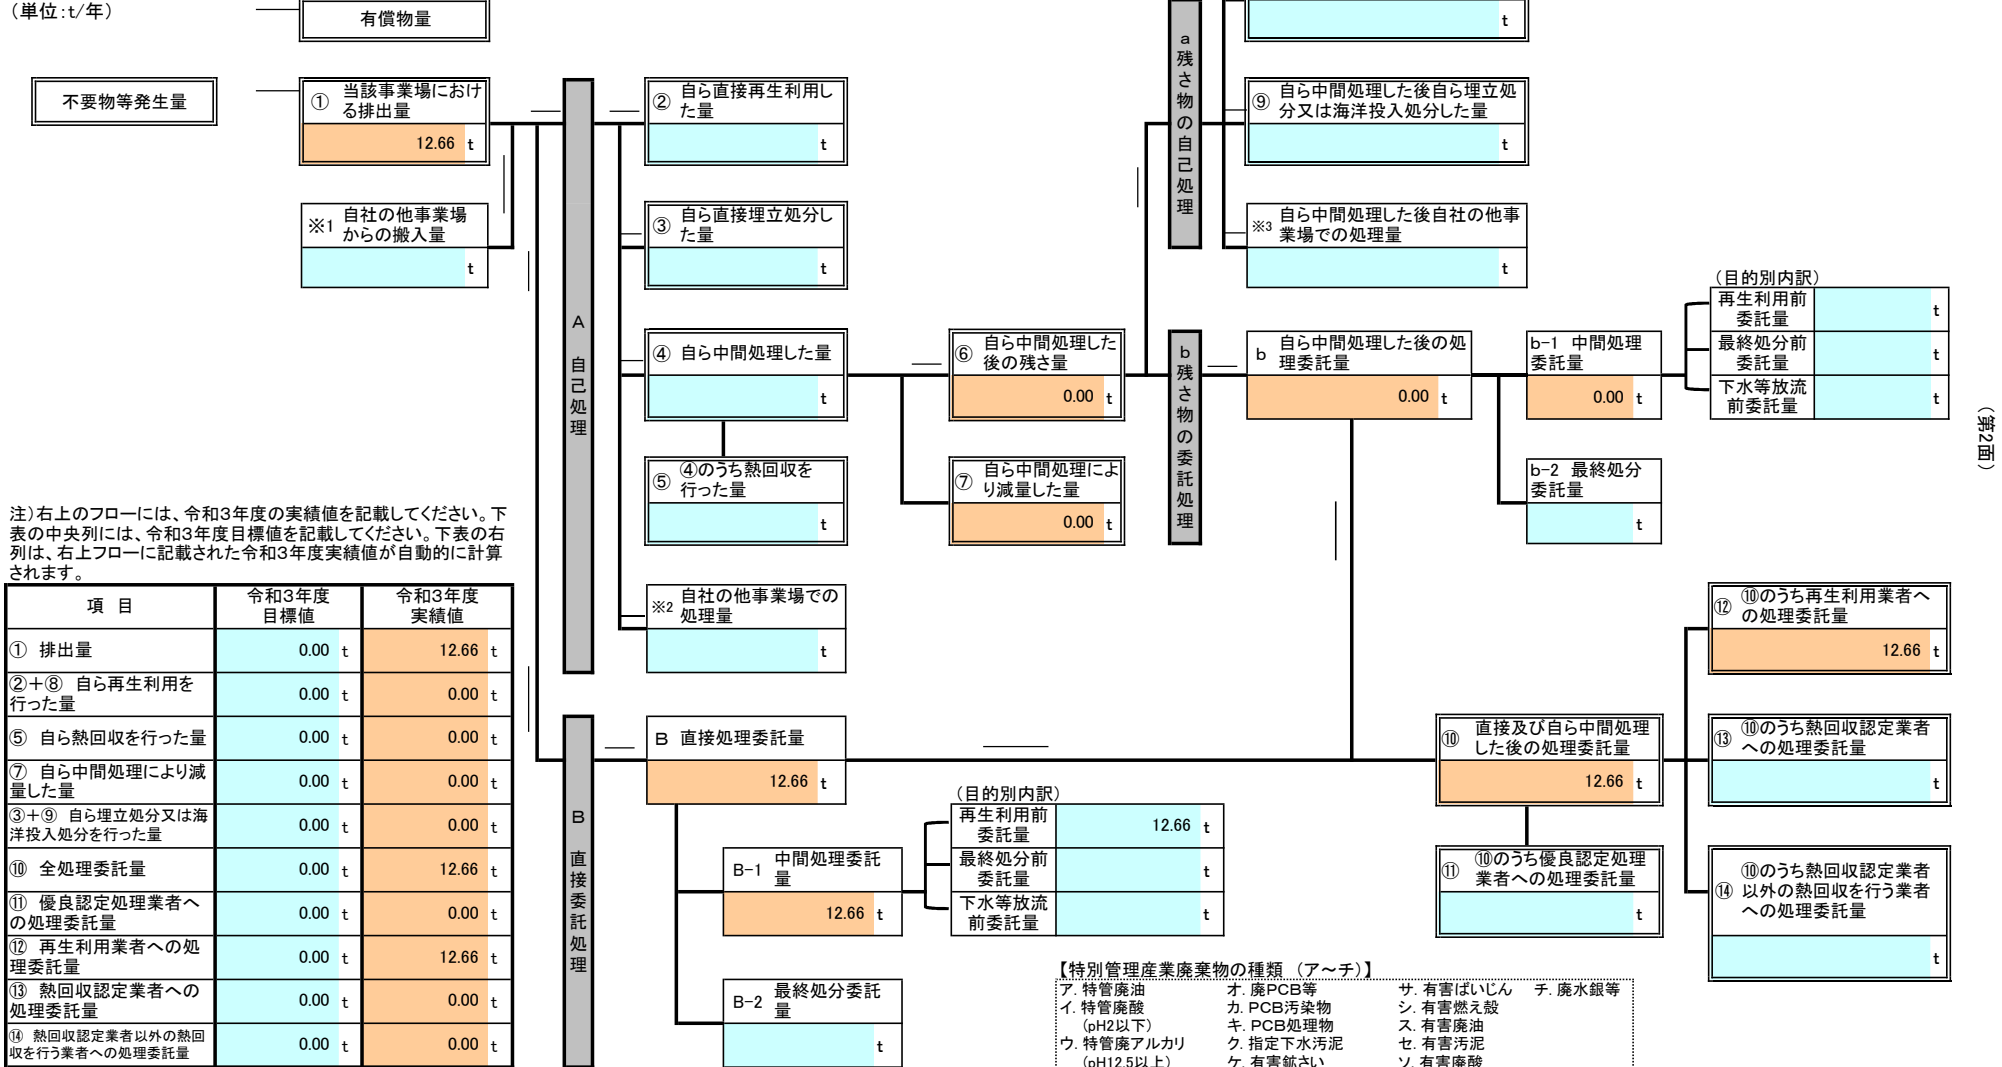 （単位：t/年）
有償物量
不要物等発生量
① 当該事業場におけ
る排出量
12.66 t
※1 自社の他事業場
からの搬入量
t
A 自己処理
② 自ら直接再生利用し
た量
t
③ 自ら直接埋立処分し
た量
t
④ 自ら中間処理した量
t
⑤ ④のうち熱回収を
行った量
t
※2 自社の他事業場での
処理量
t
⑥ 自ら中間処理した
後の残さ量
0.00 t
⑦ 自ら中間処理によ
り減量した量
0.00 t
a 残さ物の自己処理
t
⑨ 自ら中間処理した後自ら埋立処
分又は海洋投入処分した量
t
※3 自ら中間処理した後自社の他事
業場での処理量
t
b 残さ物の委託処理
b 自ら中間処理した後の処
理委託量
0.00 t
b-1 中間処理
委託量
0.00 t
b-2 最終処分
委託量
t
（目的別内訳）
再生利用前
委託量
t
最終処分前
委託量
t
下水等放流
前委託量
t
（第2面）
注）右上のフローには、令和3年度の実績値を記載してください。下
表の中央列には、令和3年度目標値を記載してください。下表の右
列は、右上フローに記載された令和3年度実績値が自動的に計算
されます。
項 目 令和3年度 目標値 令和3年度 実績値
① 排出量 0.00 t 12.66 t
②＋⑧ 自ら再生利用を
行った量 0.00 t 0.00 t
⑤ 自ら熱回収を行った量 0.00 t 0.00 t
⑦ 自ら中間処理により減
量した量 0.00 t 0.00 t
③＋⑨ 自ら埋立処分又は海
洋投入処分を行った量 0.00 t 0.00 t
⑩ 全処理委託量 0.00 t 12.66 t
⑪ 優良認定処理業者へ
の処理委託量 0.00 t 0.00 t
⑫ 再生利用業者への処
理委託量 0.00 t 12.66 t
⑬ 熱回収認定業者への
処理委託量 0.00 t 0.00 t
⑭ 熱回収認定業者以外の熱回
収を行う業者への処理委託量 0.00 t 0.00 t
B 直接委託処理
B 直接処理委託量
12.66 t
B-1 中間処理委託
量
12.66 t
B-2 最終処分委託
量
t
（目的別内訳）
再生利用前
委託量
12.66 t
最終処分前
委託量
t
下水等放流
前委託量
t
⑩ 直接及び自ら中間処理
した後の処理委託量
12.66 t
⑪ ⑩のうち優良認定処理
業者への処理委託量
t
⑫ ⑩のうち再生利用業者へ
の処理委託量
12.66 t
⑬ ⑩のうち熱回収認定業者
への処理委託量
t
⑭ ⑩のうち熱回収認定業者
以外の熱回収を行う業者
への処理委託量
t
【特別管理産業廃棄物の種類 （ア～チ）】
ア. 特管廃油 オ. 廃PCB等 サ. 有害ばいじん チ. 廃水銀等
イ. 特管廃酸 カ. PCB汚染物 シ. 有害燃え殻
（pH2以下） キ. PCB処理物 ス. 有害廃油
ウ. 特管廃アルカリ ク. 指定下水汚泥 セ. 有害汚泥
（pH12.5以上） ケ. 有害鉱さい ソ. 有害廃酸